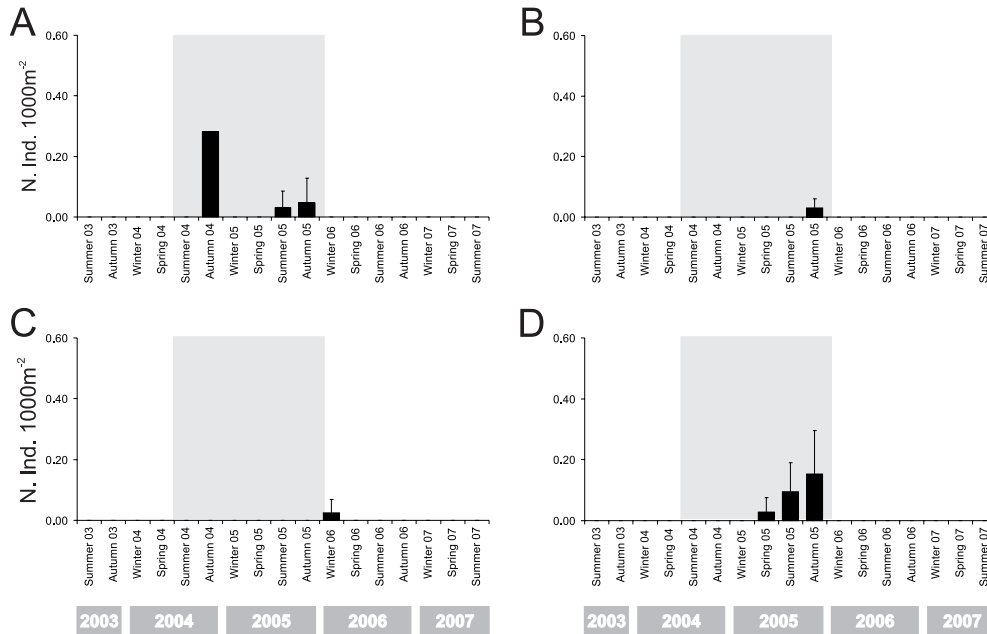 A
B
N. Ind. 1000m-2
0.60
0.40
0.20
0.00
Summer 03
Autumn 03
Winter 04
Spring 04
Summer 04
Autumn 04
Winter 05
Spring 05
Summer 05
Autumn 05
Winter 06
Spring 06
Summer 06
Autumn 06
Winter 07
Spring 07
Summer 07
0.60
0.40
0.20
0.00
Summer 03
Autumn 03
Winter 04
Spring 04
Summer 04
Autumn 04
Winter 05
Spring 05
Summer 05
Autumn 05
Winter 06
Spring 06
Summer 06
Autumn 06
Winter 07
Spring 07
Summer 07
C
D
N. Ind. 1000m-2
0.60
0.40
0.20
0.00
Summer 03
Autumn 03
Winter 04
Spring 04
Summer 04
Autumn 04
Winter 05
Spring 05
Summer 05
Autumn 05
Winter 06
Spring 06
Summer 06
Autumn 06
Winter 07
Spring 07
Summer 07
0.60
0.40
0.20
0.00
Summer 03
Autumn 03
Winter 04
Spring 04
Summer 04
Autumn 04
Winter 05
Spring 05
Summer 05
Autumn 05
Winter 06
Spring 06
Summer 06
Autumn 06
Winter 07
Spring 07
Summer 07
2003 2004 2005 2006 2007
2003 2004 2005 2006 2007